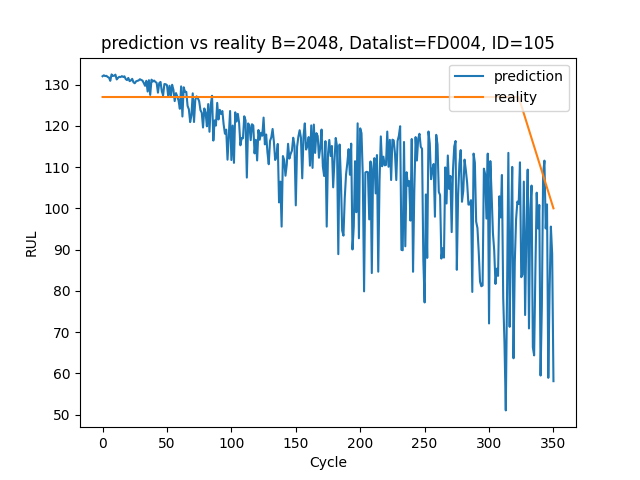 prediction vs reality B=2048, Datalist=FD004, ID=105
prediction
reality
130
120
110
100
90
80
70
60
50
RUL
0 50 100 150 200 250 300 350
Cycle